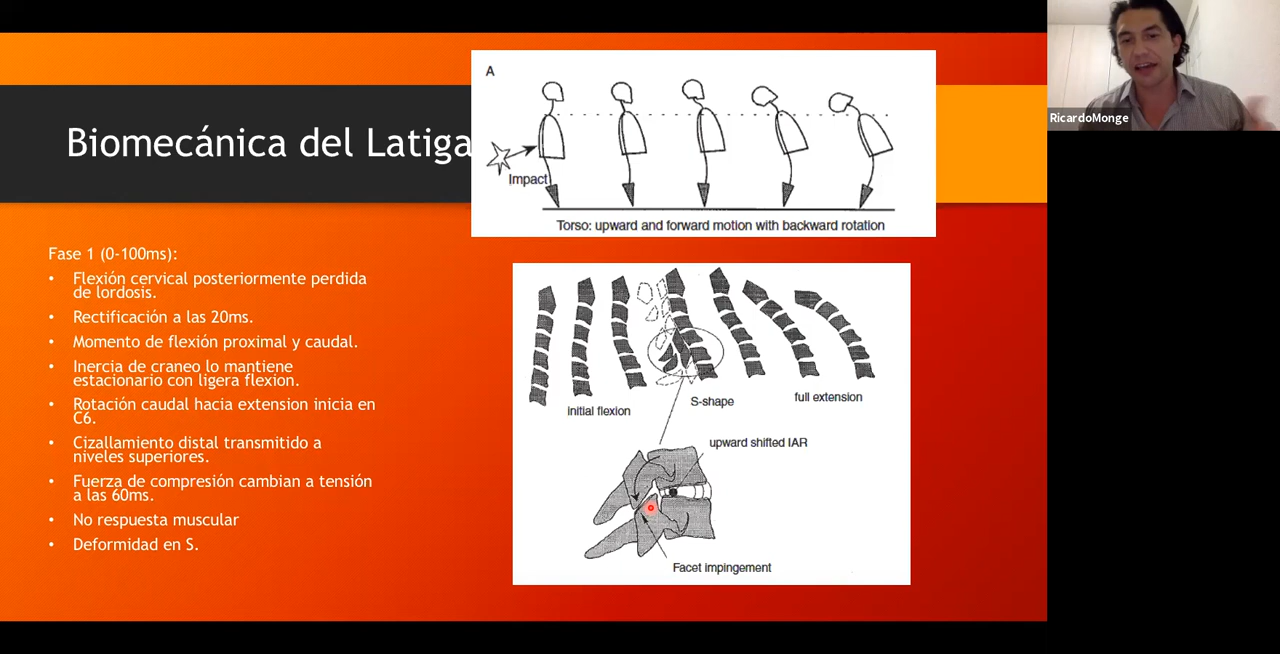 A
Impact
Torso: upward and forward motion with backward rotation
RicardoMonge
Biomecánica del Latiga
Fase 1 (0-100ms):
• Flexión cervical posteriormente perdida
de lordosis.
• Rectificación a las 20ms.
• Momento de flexión proximal y caudal.
• Inercia de craneo lo mantiene
estacionario con ligera flexion.
• Rotación caudal hacia extension inicia en
C6.
• Cizallamiento distal transmitido a
niveles superiores.
• Fuerza de compresión cambian a tensión
a las 60ms.
• No respuesta muscular
• Deformidad en S.
initial flexion
S-shape
full extension
upward shifted IAR
Facet impingement